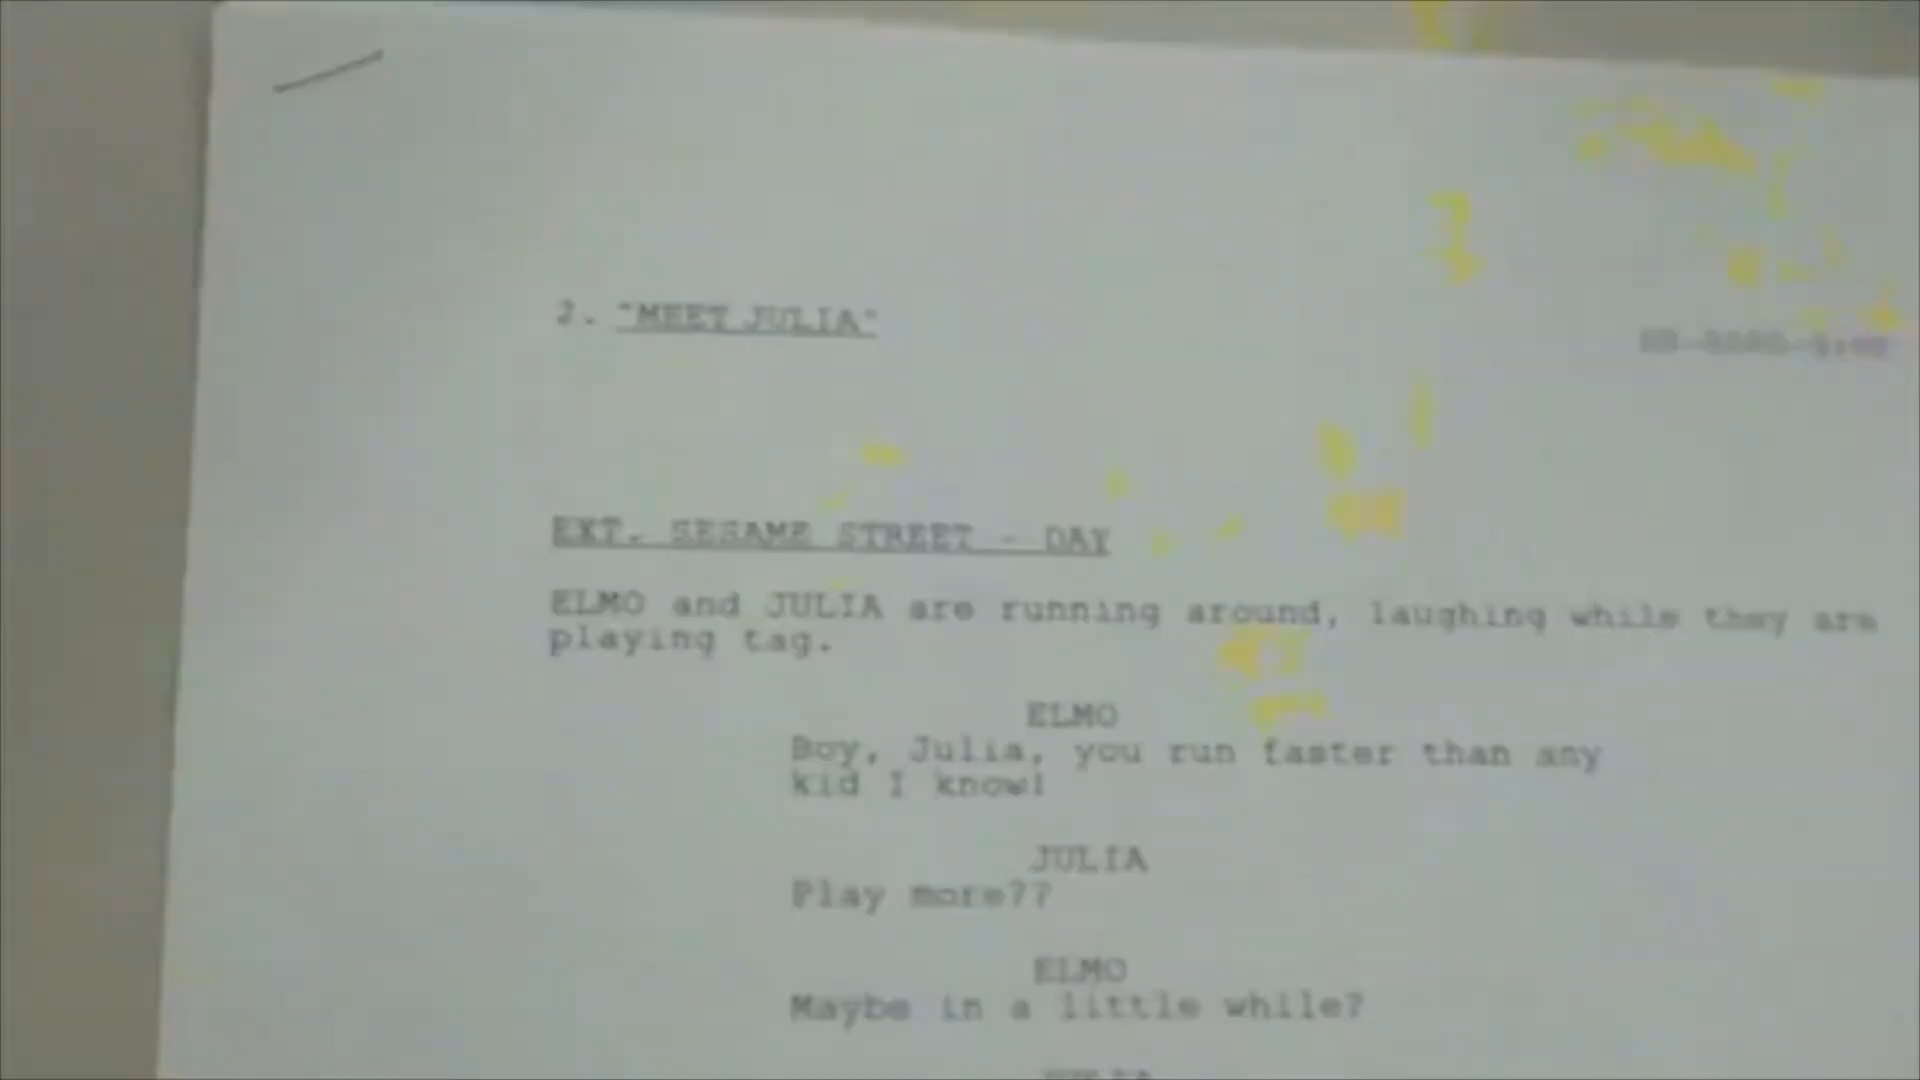 2. "MEET JULIA"
EXT. SESAME STREET - DAY
ELMO and JULIA are running around, laughing while they are
playing tag.
ELMO
Boy, Julia, you run faster than any
kid I know!
JULIA
Play more??
ELMO
Maybe in a little while?
JULIA